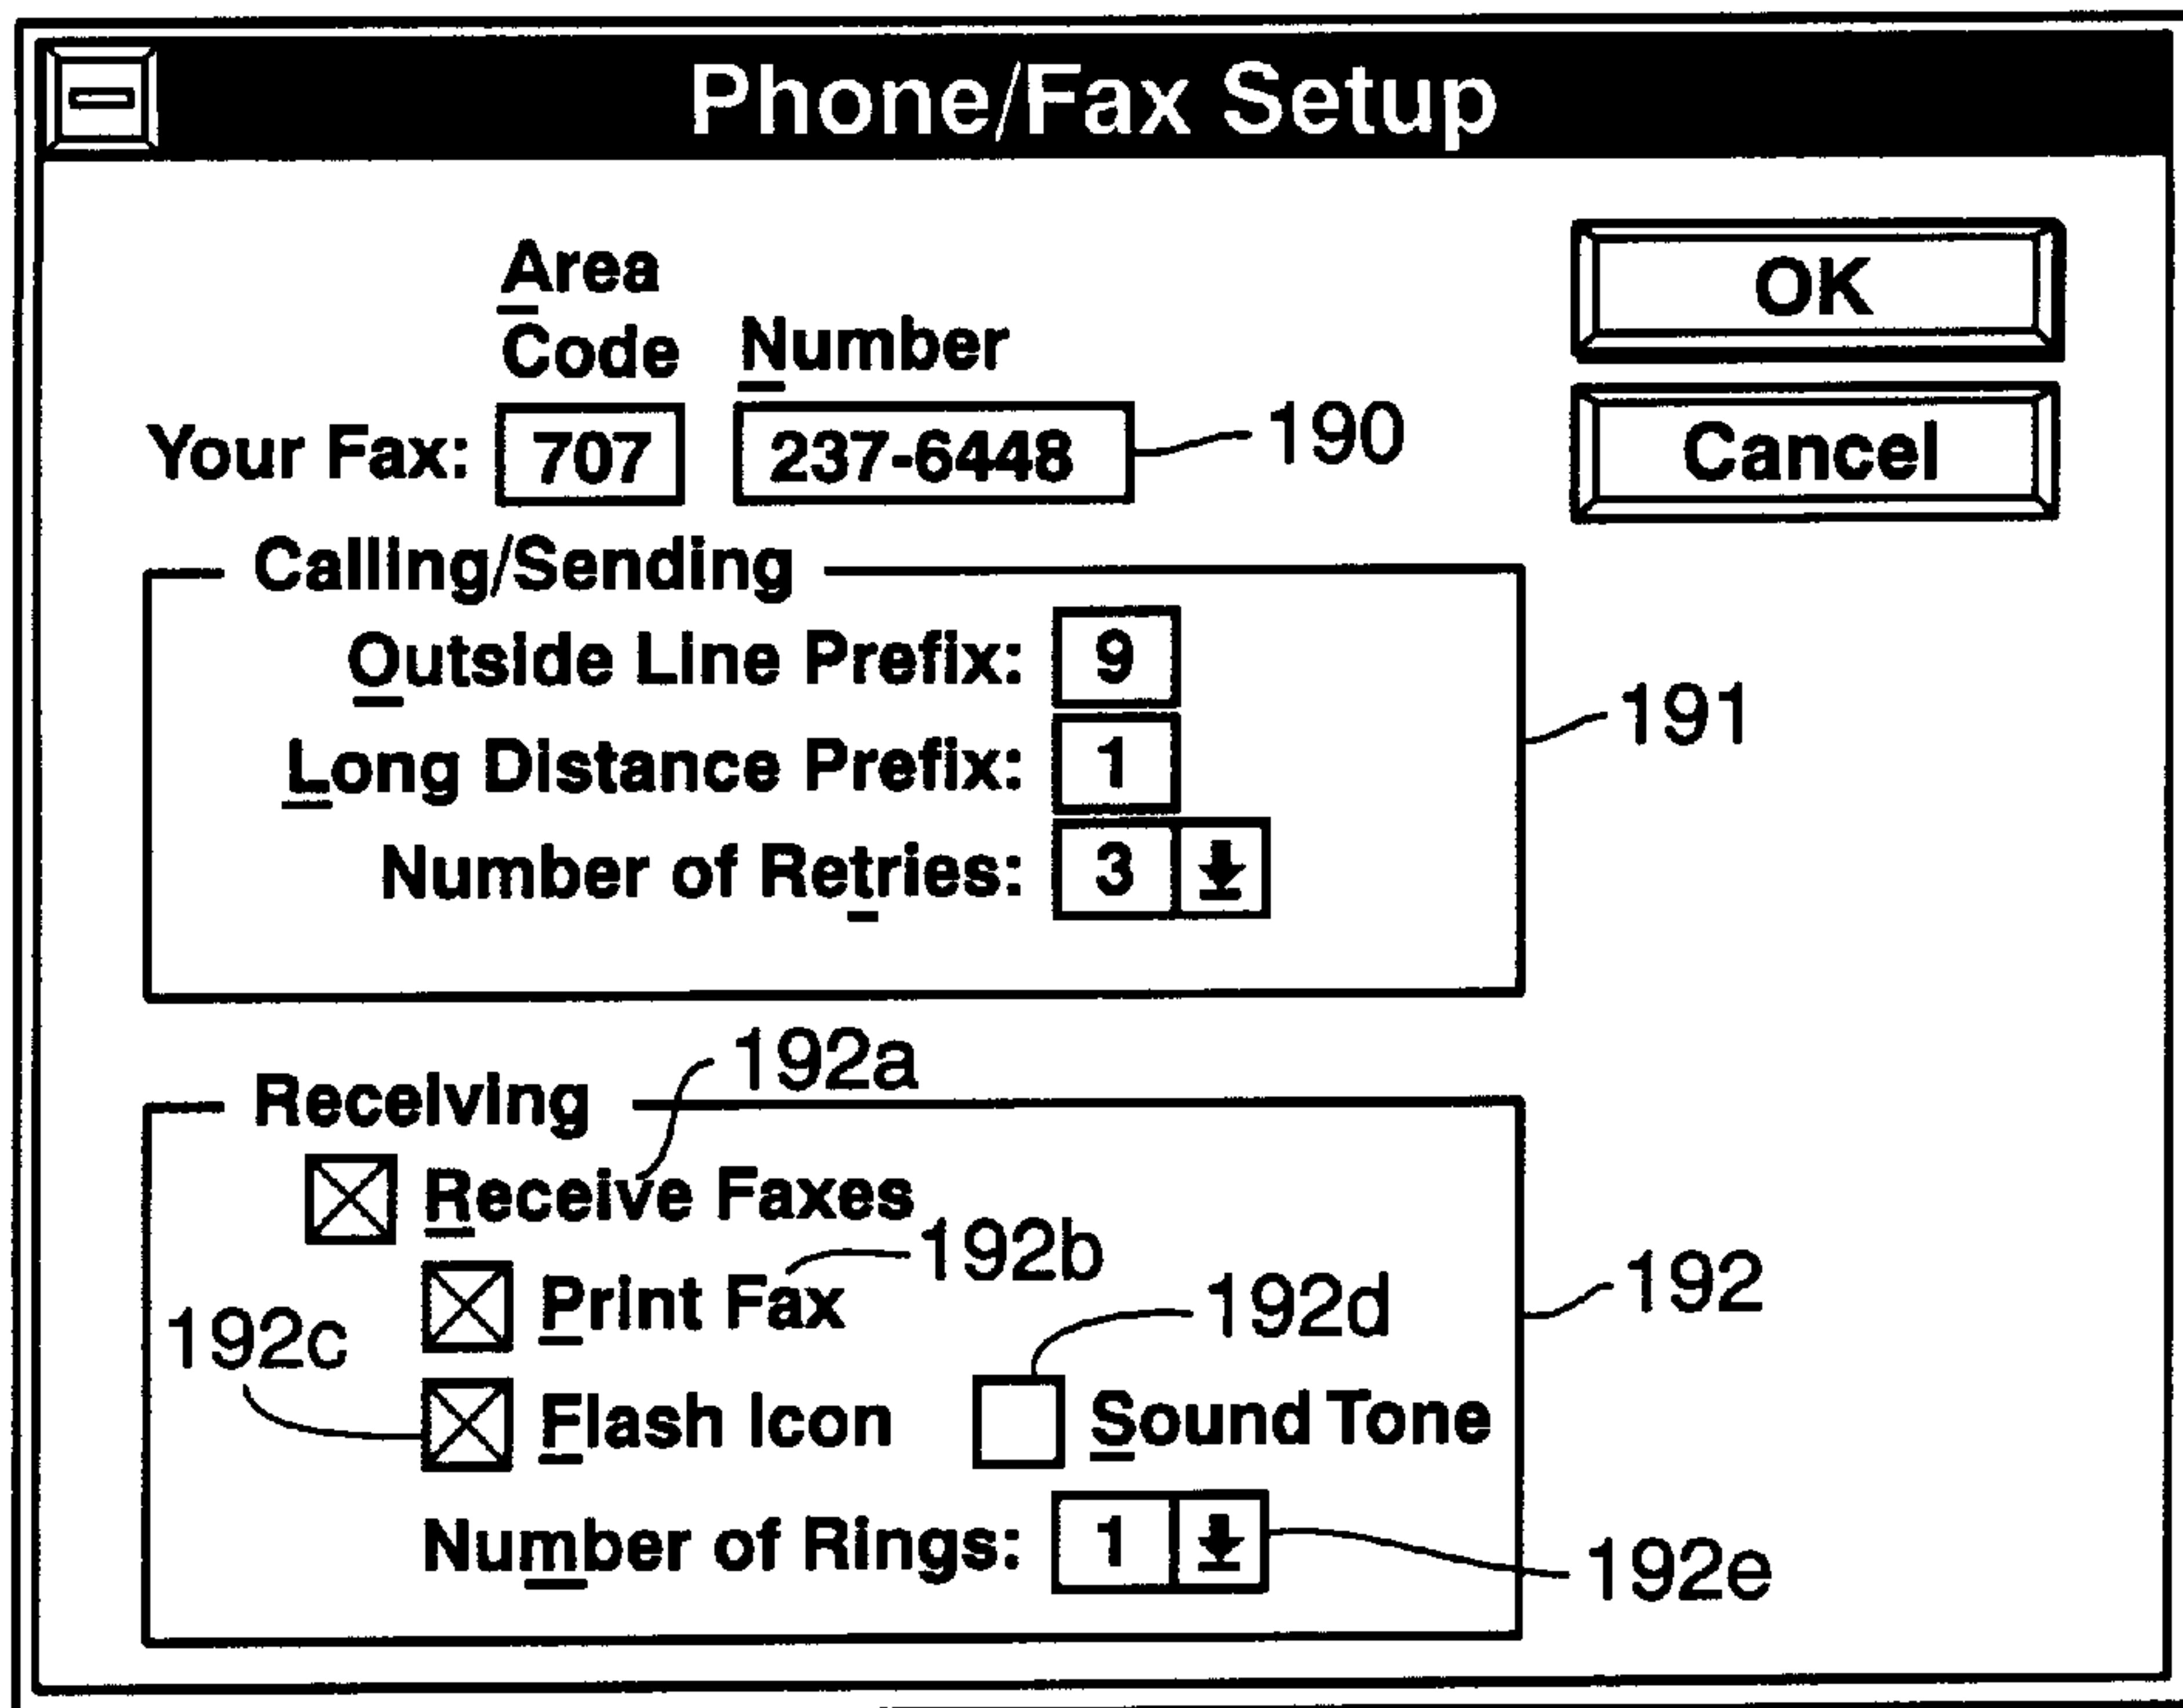 Phone/Fax Setup
Area
Code Number
OK
Your Fax: 707 237-6448 190
Cancel
Calling/Sending
Outside Line Prefix: 9
191
Long Distance Prefix: 1
Number of Retries: 3
192a
Receiving
Receive Faxes
192b
Print Fax
192d
192
192c
Flash Icon Sound Tone
Number of Rings: 1
192e